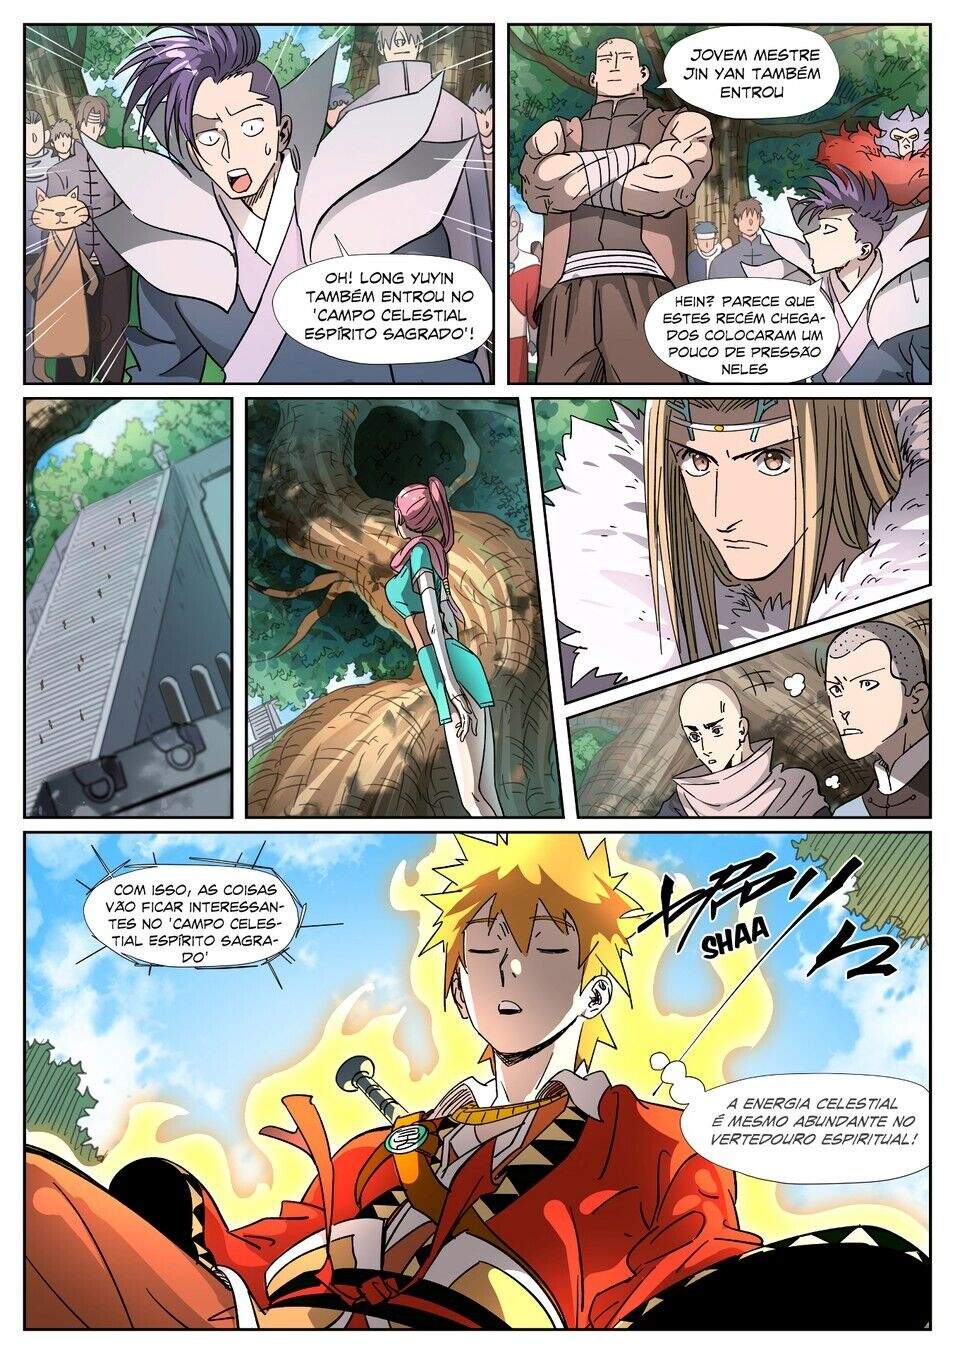 OH! LONG YUYIN
TAMBÉM ENTROU NO
'CAMPO CELESTIAL
ESPÍRITO SAGRADO'!
JOVEM MESTRE
JIN YAN TAMBÉM
ENTROU
HEIN? PARECE QUE
ESTES RECÉM CHEGA-
DOS COLOCARAM UM
POUCO DE PRESSÃO
NELES
COM ISSO, AS COISAS
VÃO FICAR INTERESSAN-
TES NO 'CAMPO CELES-
TIAL ESPÍRITO SAGRA-
DO'
SHAA
A ENERGIA CELESTIAL
É MESMO ABUNDANTE NO
VERTEDOURO ESPIRITUAL!